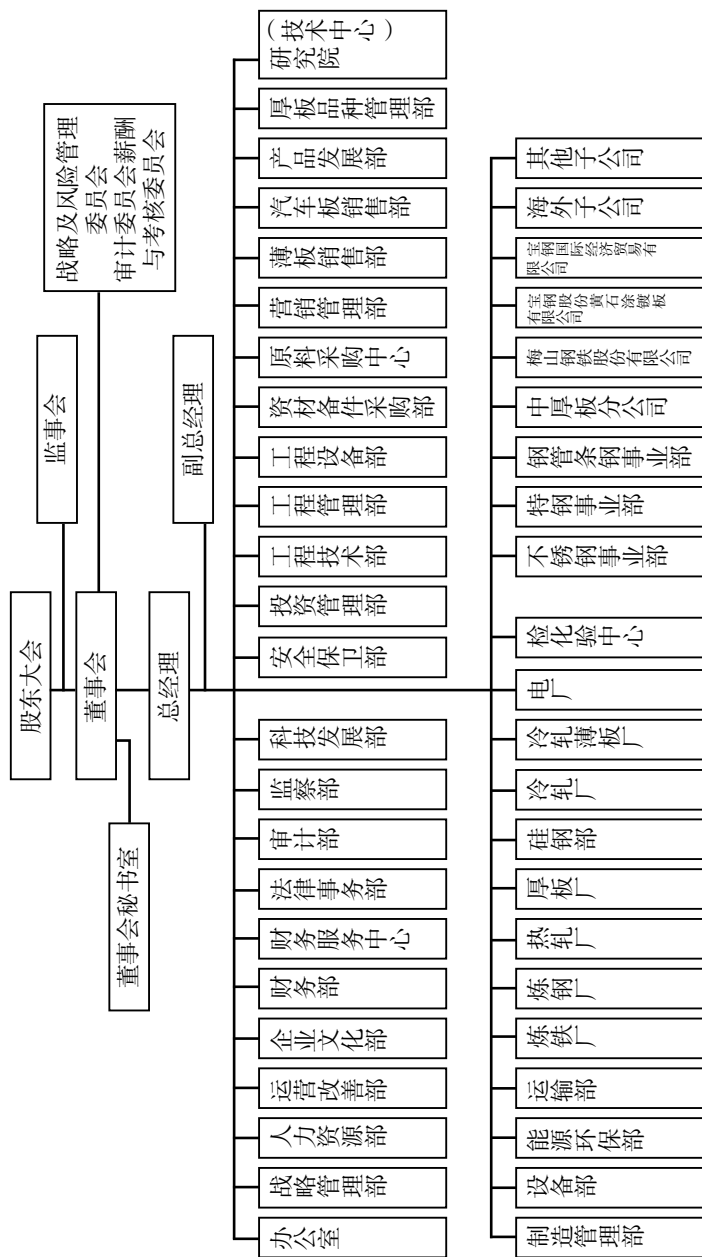 股东大会
监事会
董事会
战略及风险管理
委员会
审计委员会薪酬
与考核委员会
董事会秘书室
总经理
副总经理
办公室
战略管理部
人力资源部
运营改善部
企业文化部
财务部
财务服务中心
法律事务部
审计部
监察部
科技发展部
安全保卫部
投资管理部
工程技术部
工程管理部
工程设备部
资材备件采购部
原料采购中心
营销管理部
薄板销售部
汽车板销售部
产品发展部
厚板品种管理部
（技术中心）
研究院
制造管理部
设备部
能源环保部
运输部
炼铁厂
炼钢厂
热轧厂
厚板厂
硅钢部
冷轧厂
冷轧薄板厂
电厂
检化验中心
不锈钢事业部
特钢事业部
钢管条钢事业部
中厚板分公司
梅山钢铁股份有限公司
宝钢股份黄石涂镀板
有限公司
宝钢国际经济贸易有
限公司
海外子公司
其他子公司